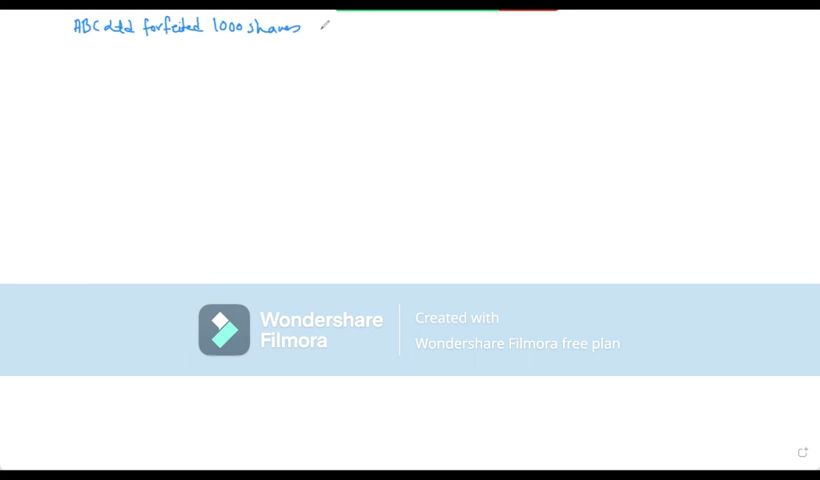 ABC Ltd forfeited 1000 shares
Wondershare
Filmora
Created with
Wondershare Filmora free plan